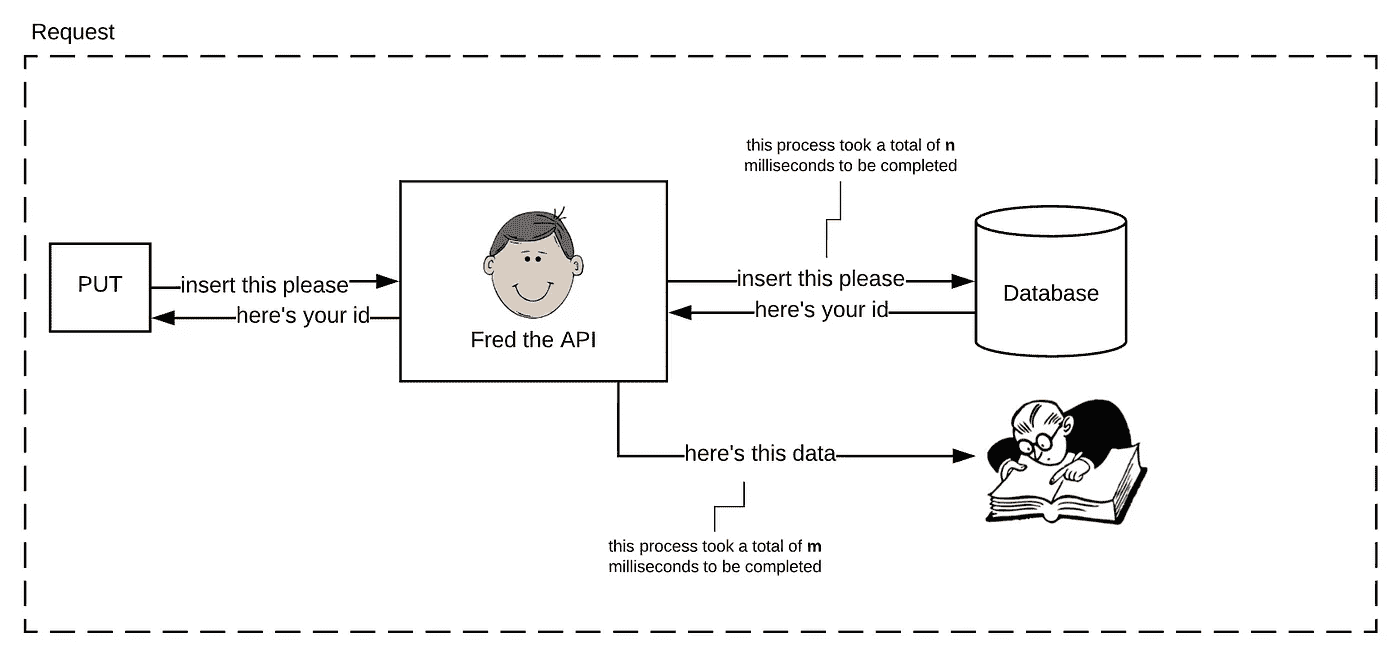 Request
this process took a total of n
milliseconds to be completed
PUT
insert this please
here's your id
Fred the API
insert this please
here's your id
Database
here's this data
this process took a total of m
milliseconds to be completed